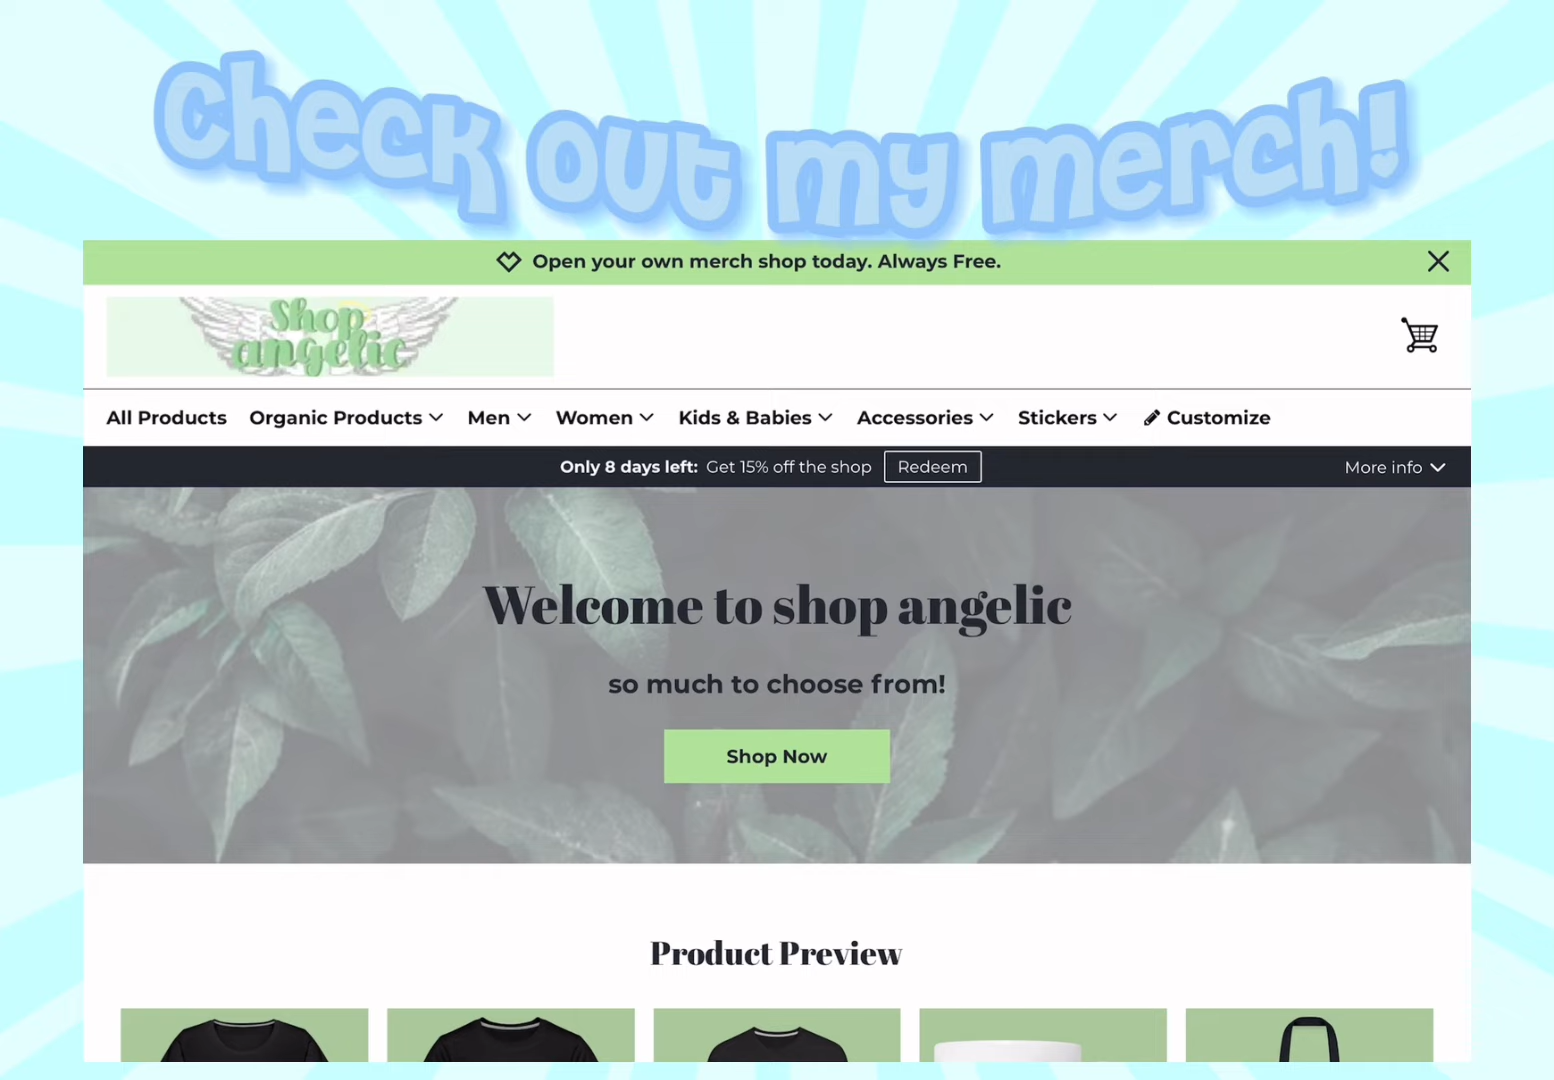 check out my merch!
Open your own merch shop today. Always Free.
shop
angelic
All Products Organic Products Men Women Kids & Babies Accessories Stickers Customize
Only 8 days left: Get 15% off the shop Redeem More info
Welcome to shop angelic
so much to choose from!
Shop Now
Product Preview